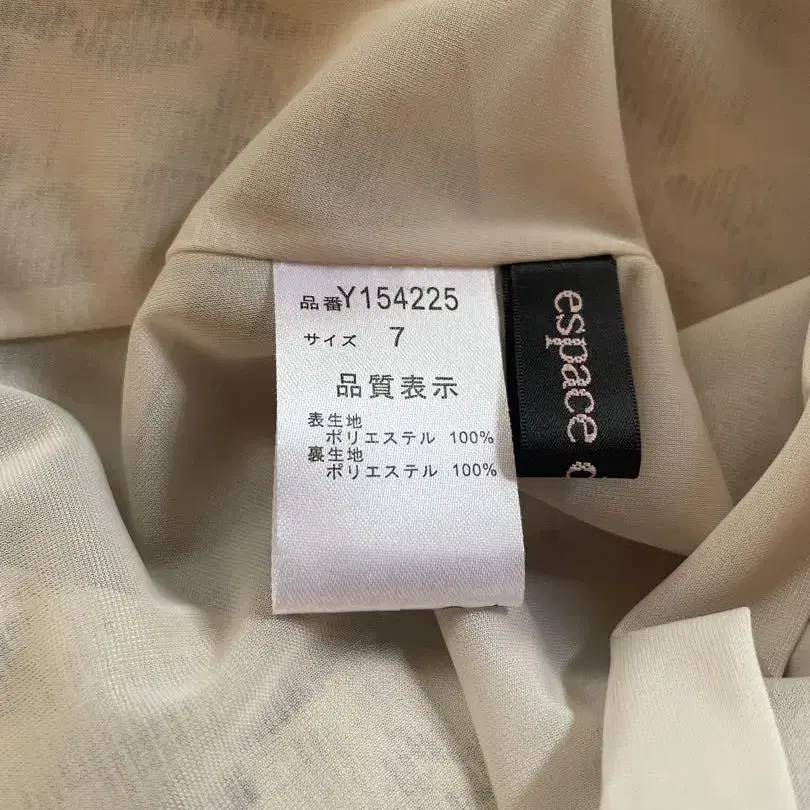 品番Y154225
サイズ 7
品質表示
表生地
ポリエステル 100%
裏生地
ポリエステル 100%
espace